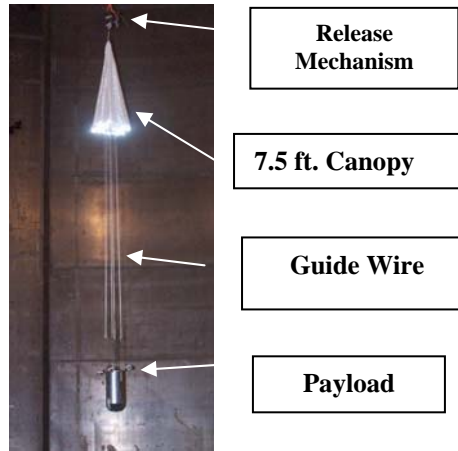 Release
Mechanism
7.5 ft. Canopy
Guide Wire
Payload